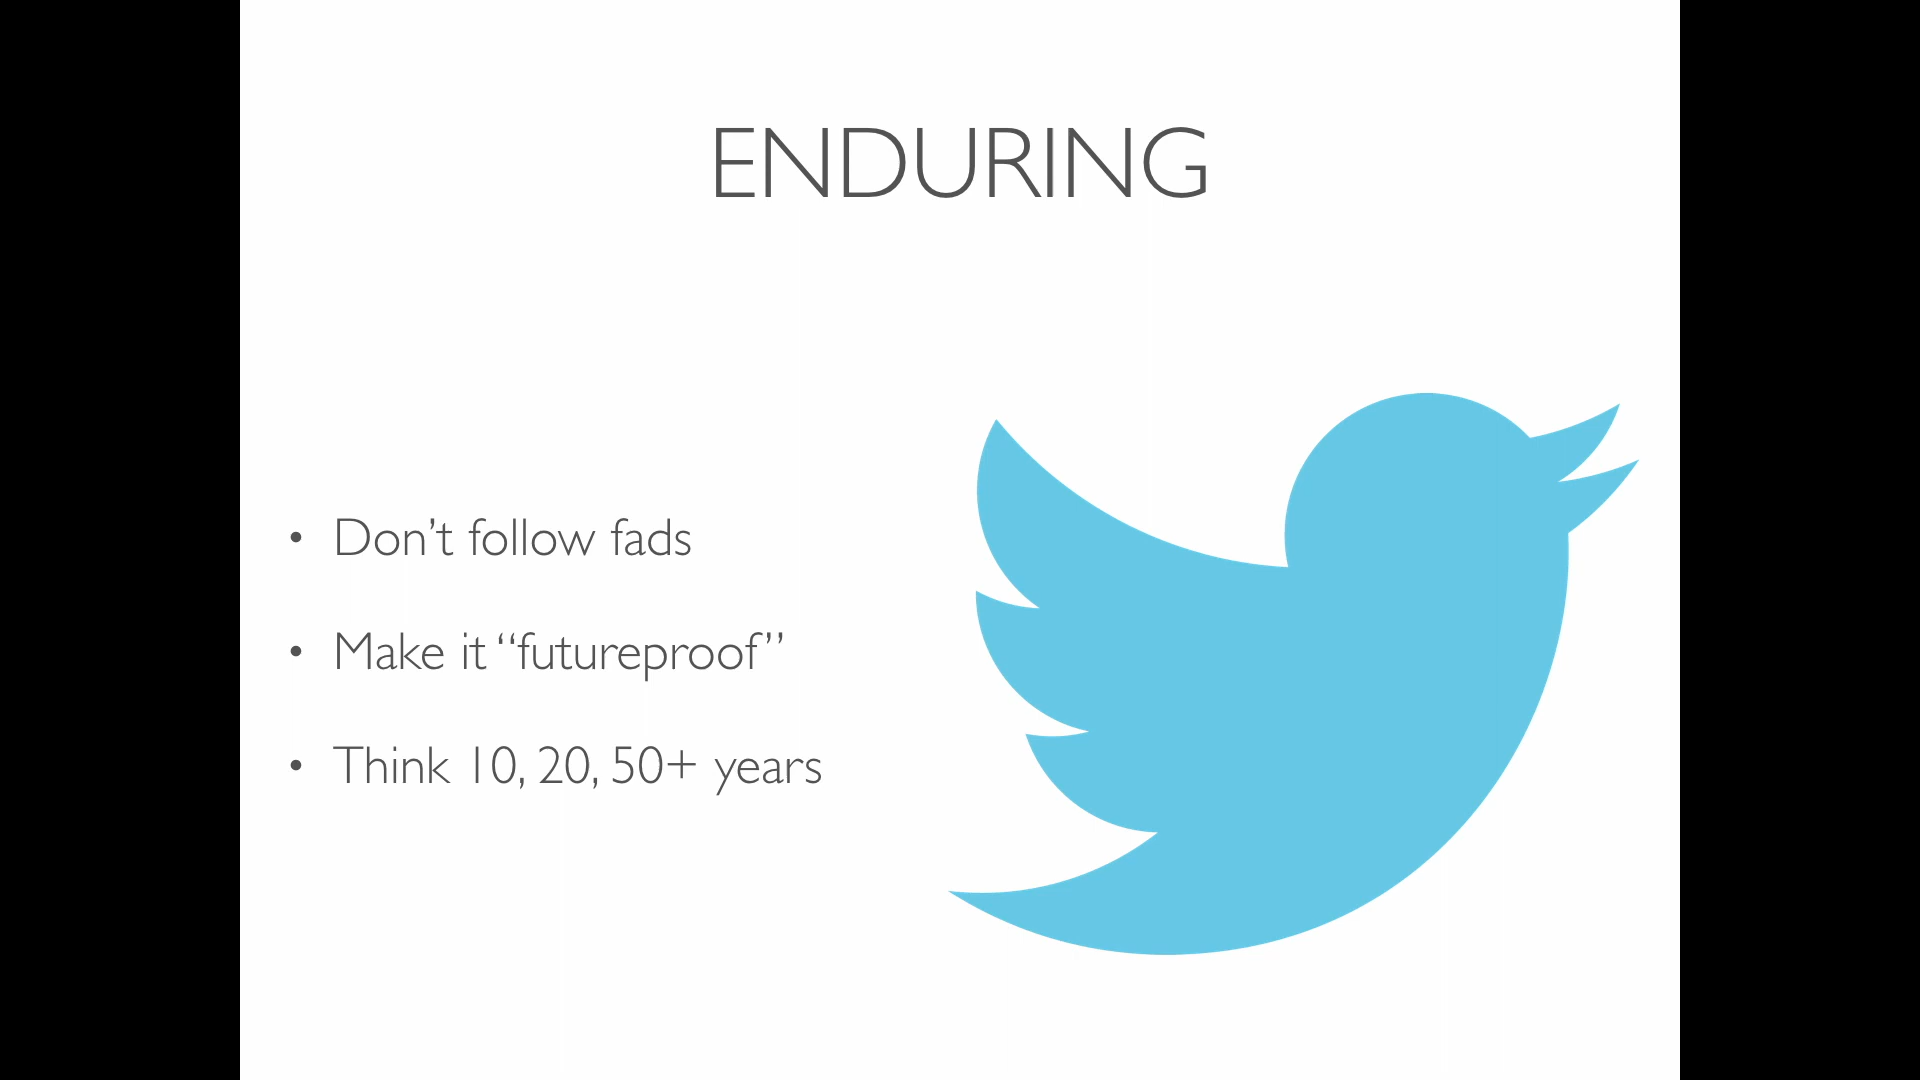 ENDURING
• Don’t follow fads
• Make it “futureproof”
• Think 10, 20, 50+ years